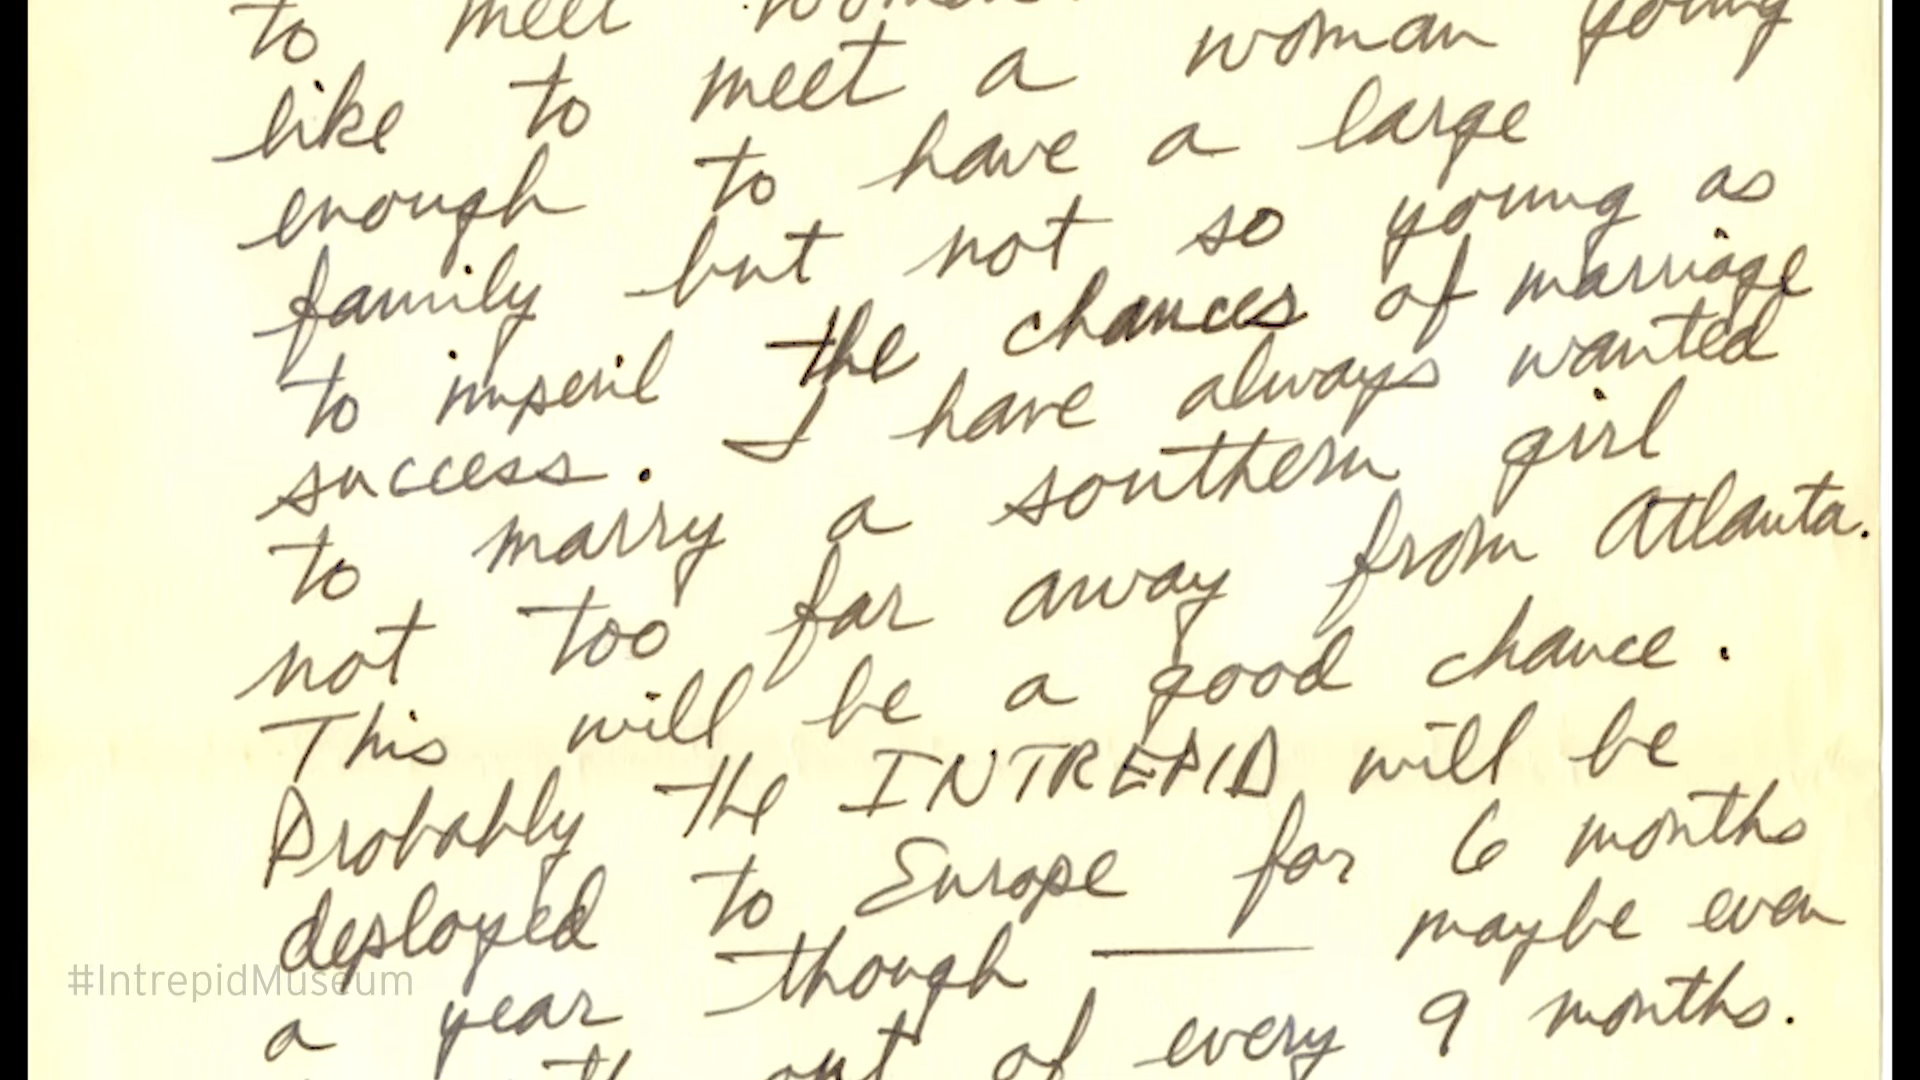 to meet women.
like to meet a woman young
enough to have a large
family but not so young as
to imperil the chances of marriage
success. I have always wanted
to marry a southern girl
not too far away from Atlanta.
This will be a good chance.
Probably the INTREPID will be
deployed to Europe for 6 months
a year though — maybe even
out of every 9 months.
#IntrepidMuseum